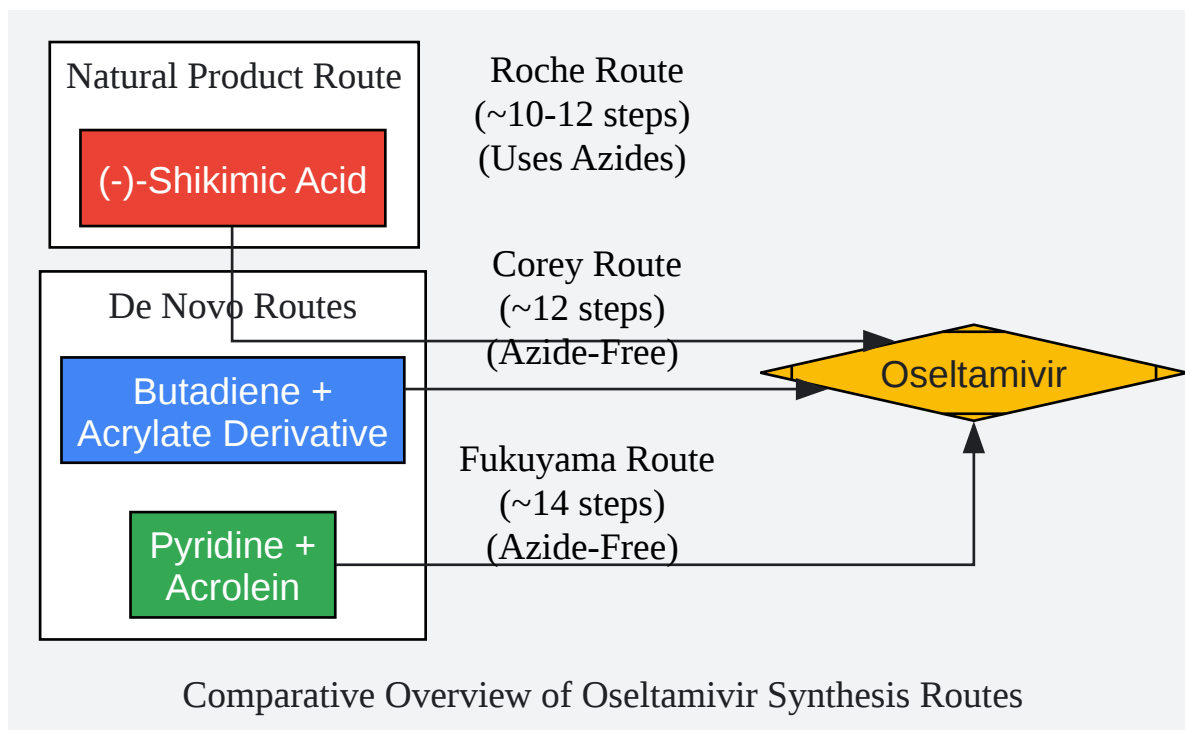 Natural Product Route
(-)-Shikimic Acid
Roche Route
(~10-12 steps)
(Uses Azides)
De Novo Routes
Butadiene +
Acrylate Derivative
Corey Route
(~12 steps)
(Azide-Free)
Pyridine +
Acrolein
Fukuyama Route
(~14 steps)
(Azide-Free)
Oseltamivir
Comparative Overview of Oseltamivir Synthesis Routes